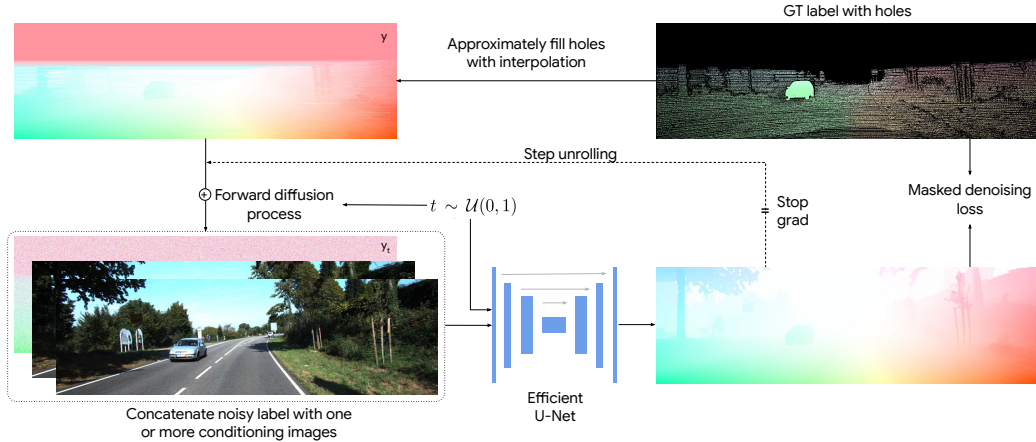 GT label with holes
y
Approximately fill holes
with interpolation
Step unrolling
Forward diffusion
process
t ∼ 𝒰(0, 1)
Stop
grad
Masked denoising
loss
y_t
Efficient
U-Net
Concatenate noisy label with one
or more conditioning images